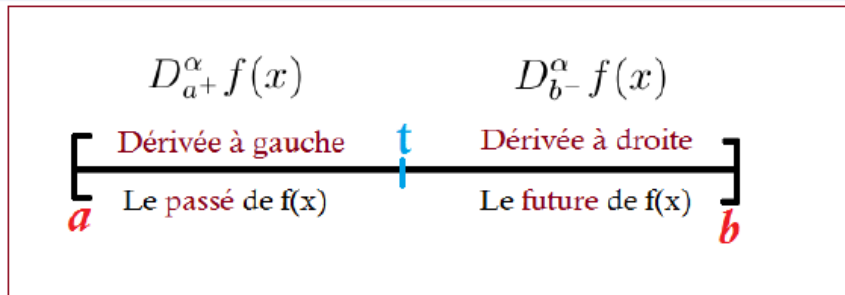 D^α_{a^+} f(x) D^α_{b^-} f(x)
Dérivée à gauche t Dérivée à droite
Le passé de f(x) Le future de f(x)
a b